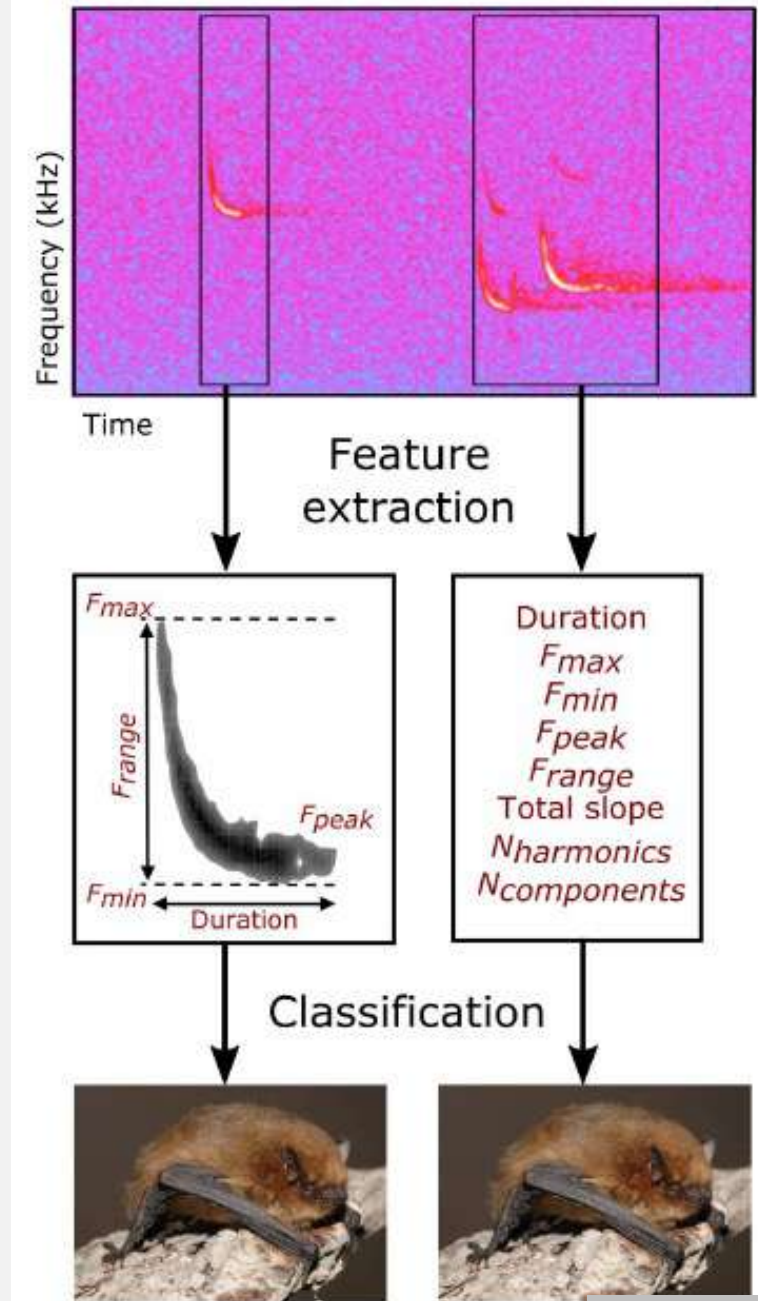 Frequency (kHz)
Time
Feature
extraction
Fmax
Frange
Fpeak
Fmin
Duration
Duration
Fmax
Fmin
Fpeak
Frange
Total slope
Nharmonics
Ncomponents
Classification